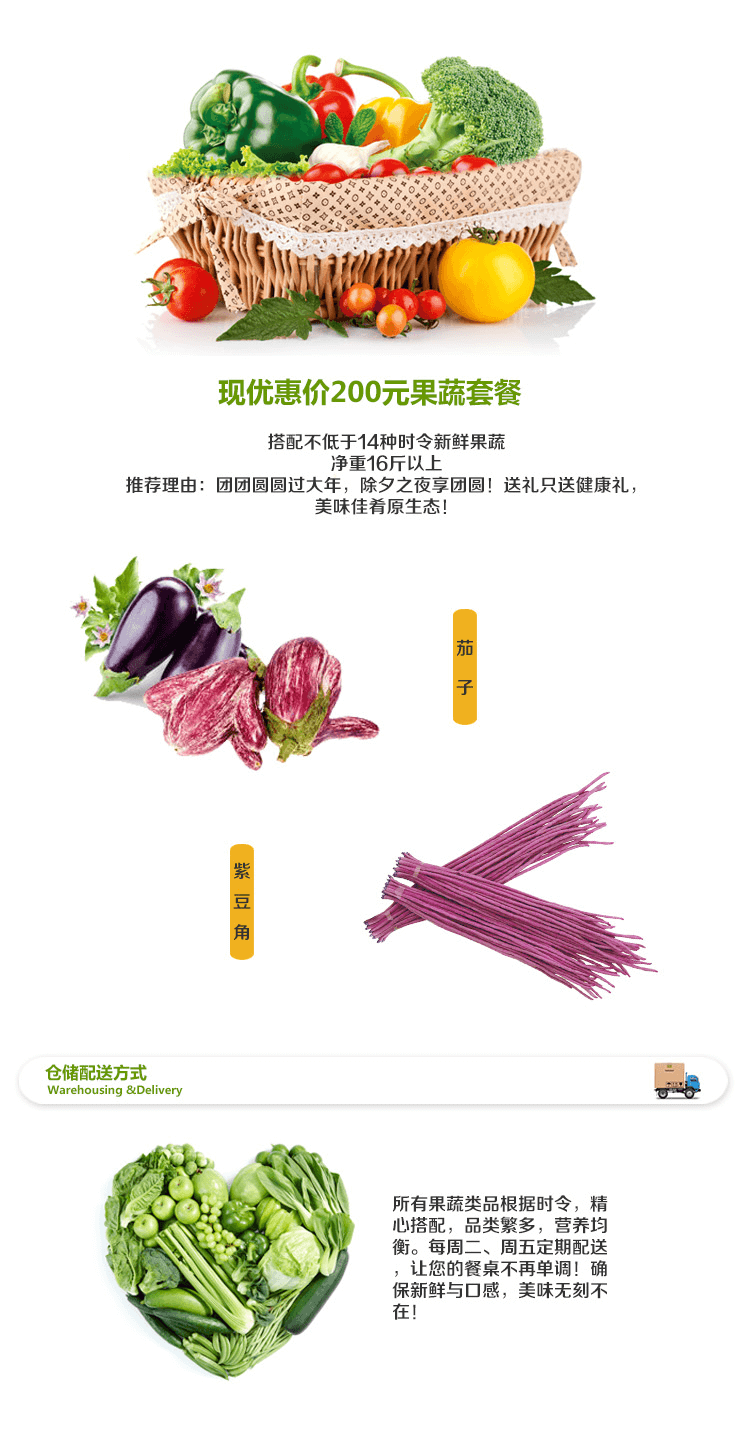 现优惠价200元果蔬套餐
搭配不低于14种时令新鲜果蔬
净重16斤以上
推荐理由：团团圆圆过大年，除夕之夜享团圆！送礼只送健康礼，
美味佳肴原生态！
茄子
紫豆角
仓储配送方式
Warehousing &Delivery
所有果蔬类品根据时令，精
心搭配，品类繁多，营养均
衡。每周二、周五定期配送
，让您的餐桌不再单调！确
保新鲜与口感，美味无刻不
在！